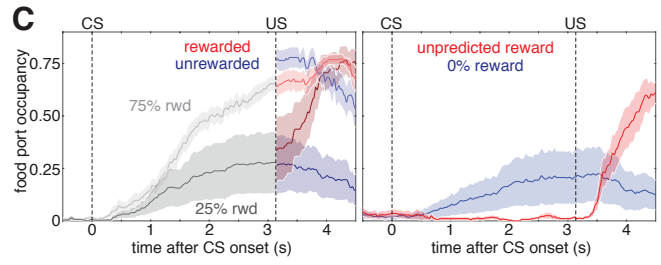 C
CS US CS US
rewarded
unrewarded
75% rwd
25% rwd
unpredicted reward
0% reward
food port occupancy
0.75
0.50
0.25
0
0 1 2 3 4
time after CS onset (s)
0 1 2 3 4
time after CS onset (s)